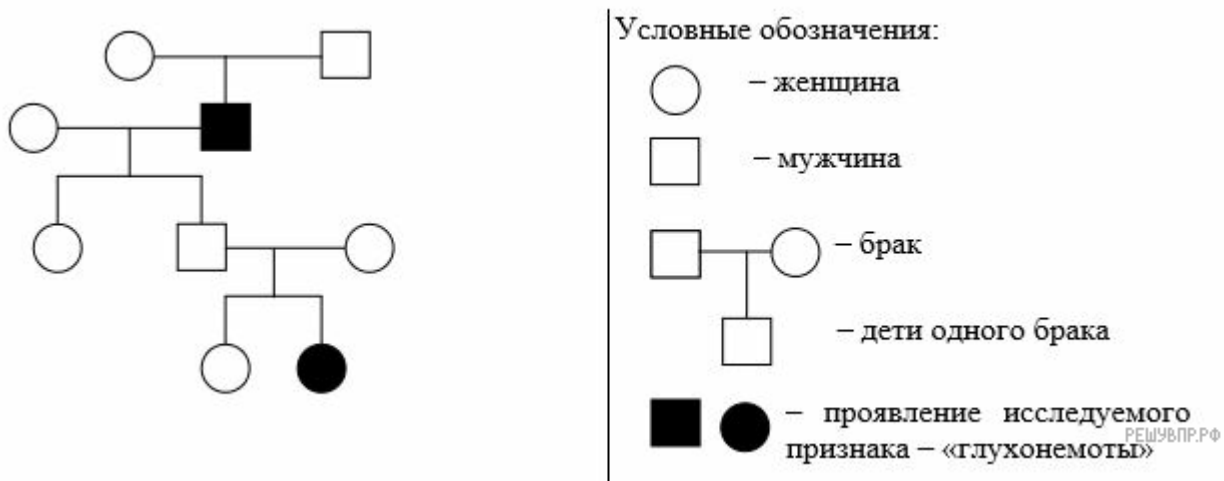 Условные обозначения:
– женщина
– мужчина
– брак
– дети одного брака
– проявление исследуемого
признака – «глухонемоты»
РЕШУВПР.РФ